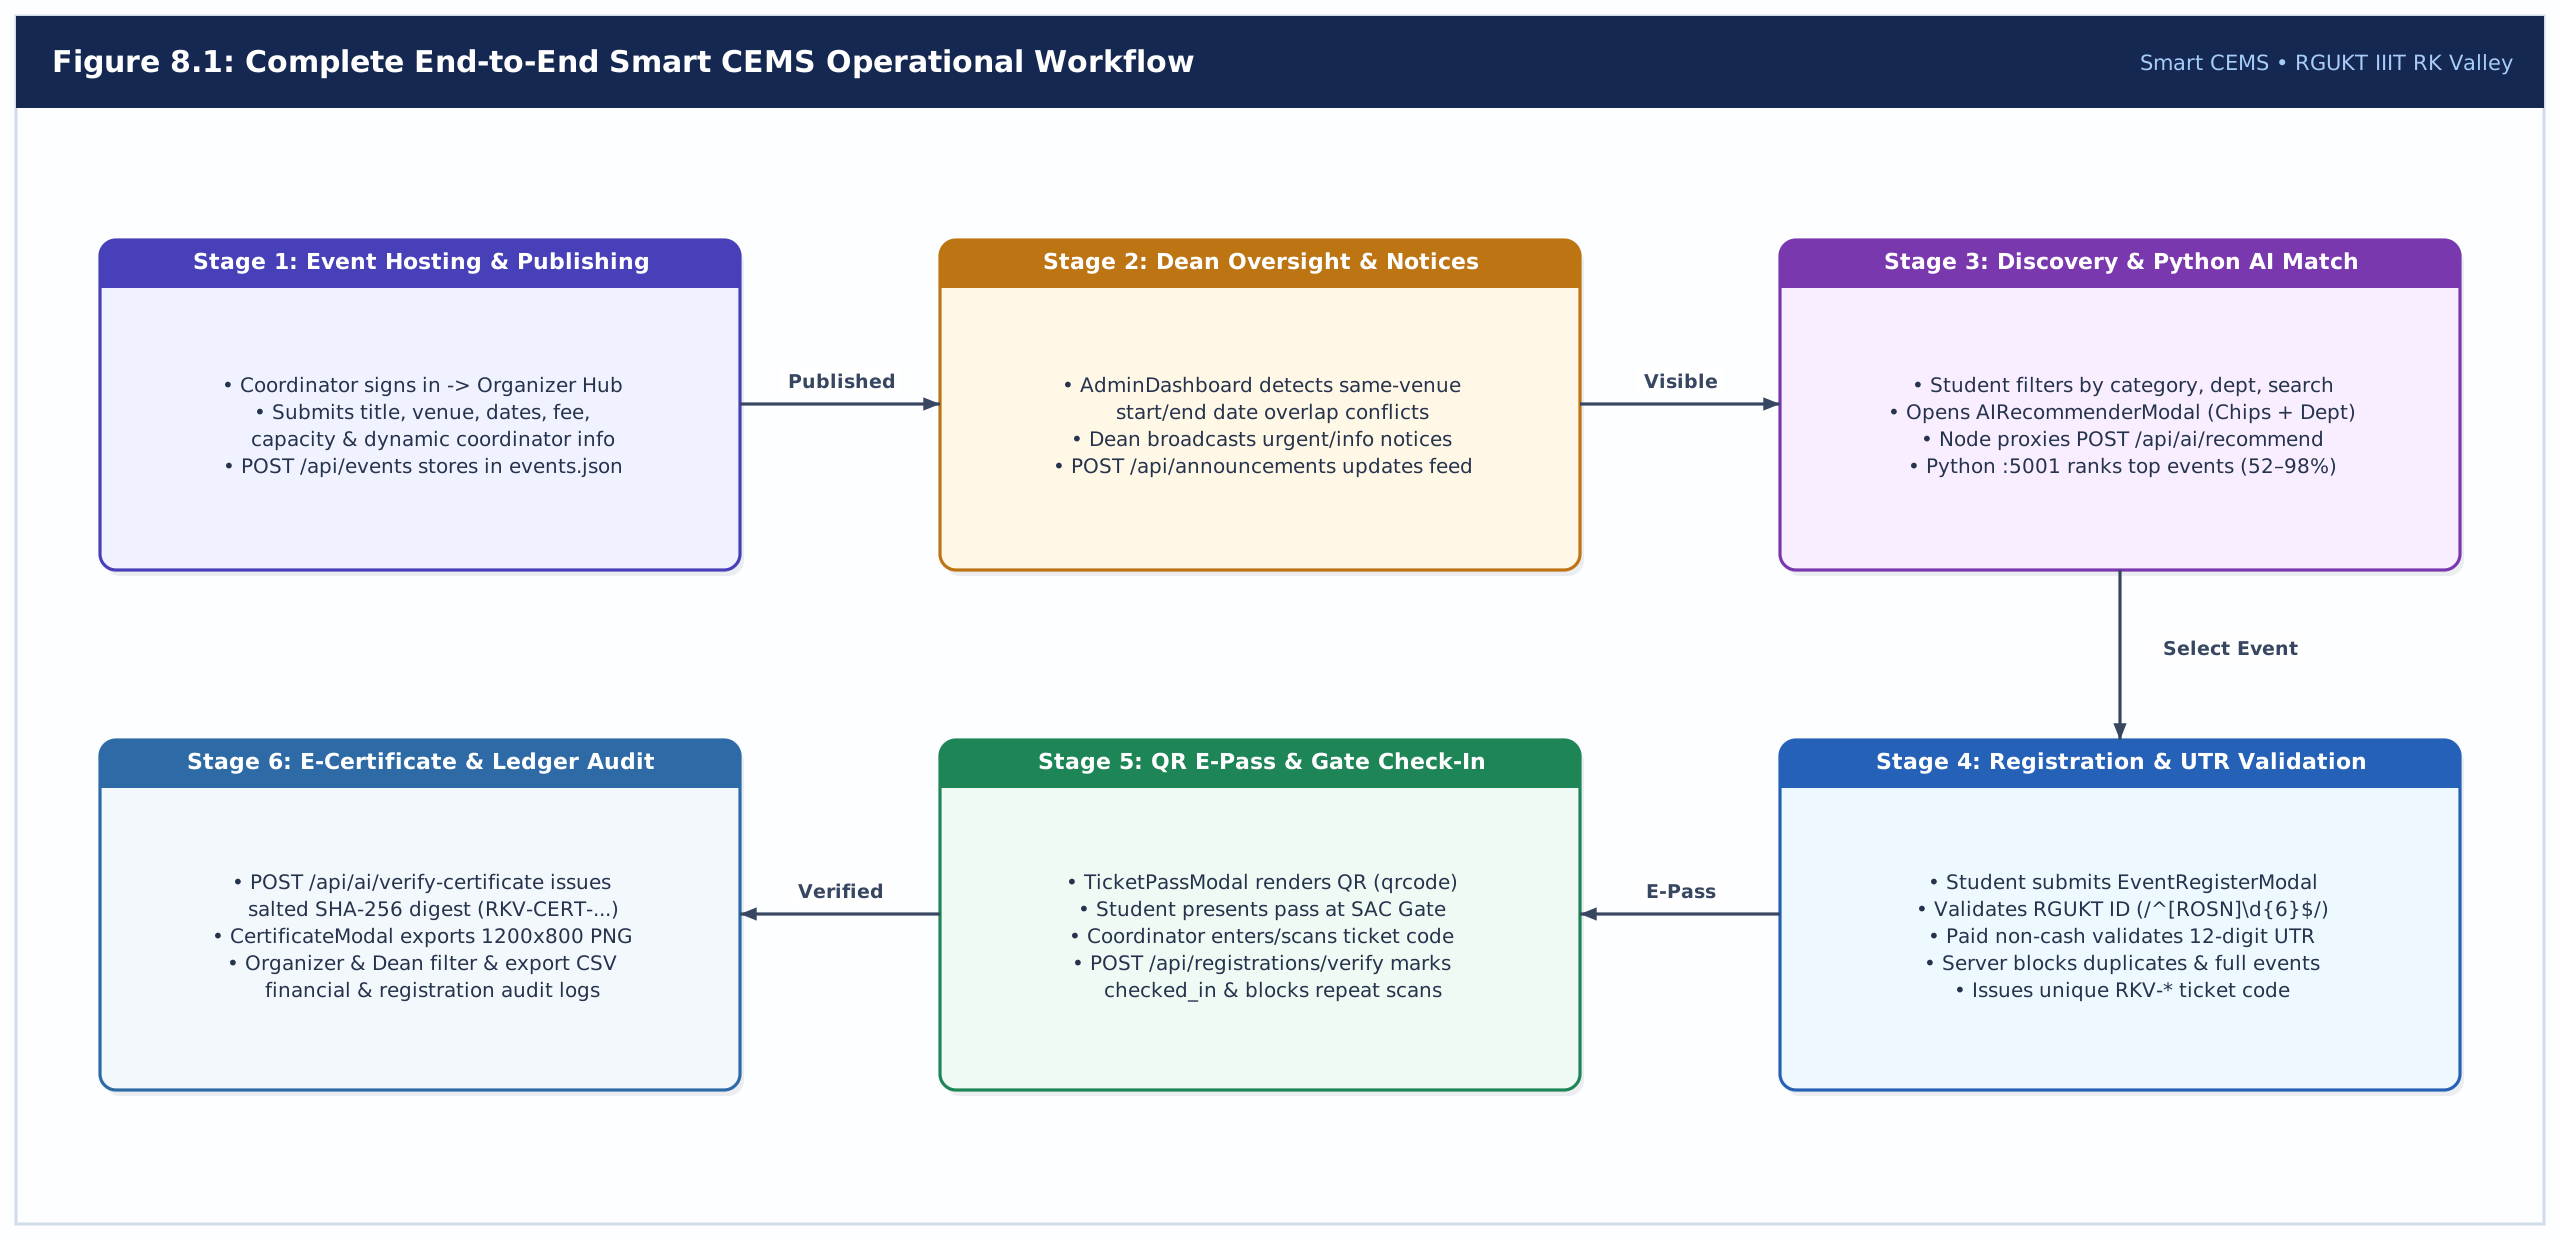 Figure 8.1: Complete End-to-End Smart CEMS Operational Workflow
Smart CEMS • RGUKT IIIT RK Valley
Stage 1: Event Hosting & Publishing
• Coordinator signs in -> Organizer Hub
• Submits title, venue, dates, fee,
capacity & dynamic coordinator info
• POST /api/events stores in events.json
Published
Stage 2: Dean Oversight & Notices
• AdminDashboard detects same-venue
start/end date overlap conflicts
• Dean broadcasts urgent/info notices
• POST /api/announcements updates feed
Visible
Stage 3: Discovery & Python AI Match
• Student filters by category, dept, search
• Opens AIRecommenderModal (Chips + Dept)
• Node proxies POST /api/ai/recommend
• Python :5001 ranks top events (52–98%)
Select Event
Stage 4: Registration & UTR Validation
• Student submits EventRegisterModal
• Validates RGUKT ID (/^[ROSN]\d{6}$/)
• Paid non-cash validates 12-digit UTR
• Server blocks duplicates & full events
• Issues unique RKV-* ticket code
E-Pass
Stage 5: QR E-Pass & Gate Check-In
• TicketPassModal renders QR (qrcode)
• Student presents pass at SAC Gate
• Coordinator enters/scans ticket code
• POST /api/registrations/verify marks
checked_in & blocks repeat scans
Verified
Stage 6: E-Certificate & Ledger Audit
• POST /api/ai/verify-certificate issues
salted SHA-256 digest (RKV-CERT-...)
• CertificateModal exports 1200x800 PNG
• Organizer & Dean filter & export CSV
financial & registration audit logs